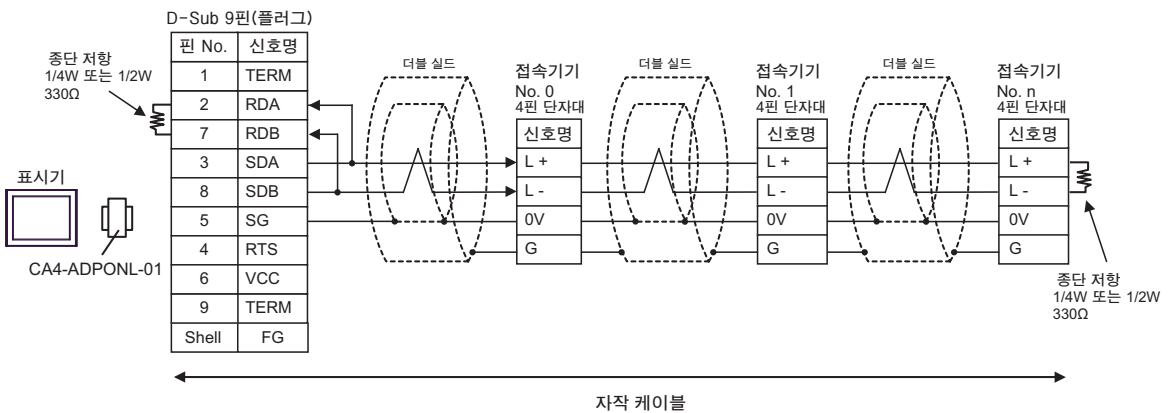 D-Sub 9핀(플러그)
핀 No. 신호명
1 TERM
2 RDA
7 RDB
3 SDA
8 SDB
5 SG
4 RTS
6 VCC
9 TERM
Shell FG
종단 저항
1/4W 또는 1/2W
330Ω
표시기
CA4-ADPONL-01
더블 실드
접속기기
No. 0
4핀 단자대
신호명
L +
L -
0V
G
더블 실드
접속기기
No. 1
4핀 단자대
신호명
L +
L -
0V
G
더블 실드
접속기기
No. n
4핀 단자대
신호명
L +
L -
0V
G
종단 저항
1/4W 또는 1/2W
330Ω
자작 케이블